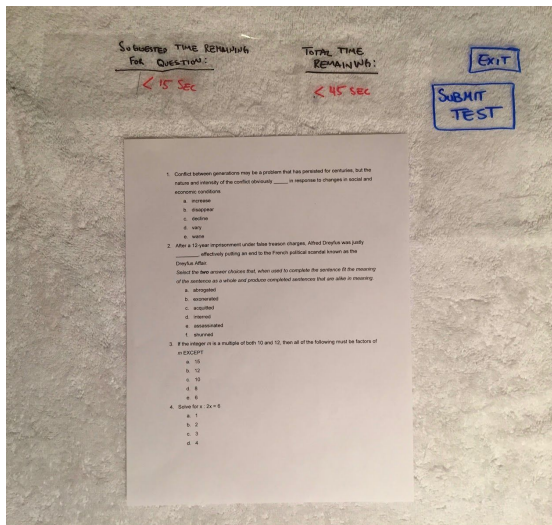 SUGGESTED TIME REMAINING
FOR QUESTION:
< 15 SEC
TOTAL TIME
REMAINING:
< 45 SEC
EXIT
SUBMIT
TEST
1. Conflict between generations may be a problem that has persisted for centuries, but the
nature and intensity of the conflict obviously _____ in response to changes in social and
economic conditions.
a. increase
b. disappear
c. decline
d. vary
e. wane
2. After a 12-year imprisonment under false treason charges, Alfred Dreyfus was justly
________ effectively putting an end to the French political scandal known as the
Dreyfus Affair.
Select the two answer choices that, when used to complete the sentence fit the meaning
of the sentence as a whole and produce completed sentences that are alike in meaning.
a. abrogated
b. exonerated
c. acquitted
d. interred
e. assassinated
f. shunned
3. If the integer m is a multiple of both 10 and 12, then all of the following must be factors of
m EXCEPT
a. 15
b. 12
c. 10
d. 8
e. 6
4. Solve for x : 2x = 6
a. 1
b. 2
c. 3
d. 4